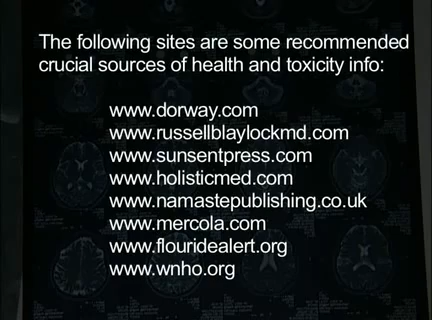 The following sites are some recommended
crucial sources of health and toxicity info:
www.dorway.com
www.russellblaylockmd.com
www.sunsentpress.com
www.holisticmed.com
www.namastepublishing.co.uk
www.mercola.com
www.flouridealert.org
www.wnho.org